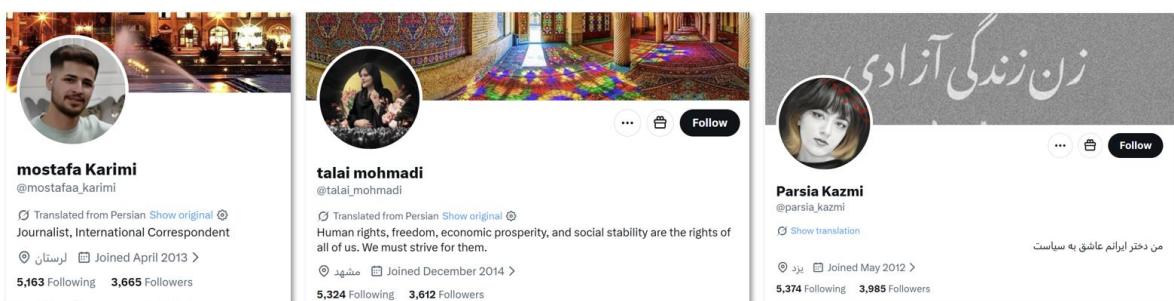 mostafa Karimi
@mostafaa_karimi
Translated from Persian Show original
Journalist, International Correspondent
لرستان Joined April 2013 >
5,163 Following 3,665 Followers
... Follow
talai mohmadi
@talai_mohmadi
Translated from Persian Show original
Human rights, freedom, economic prosperity, and social stability are the rights of
all of us. We must strive for them.
مشهد Joined December 2014 >
5,324 Following 3,612 Followers
زن زندگی آزادی
... Follow
Parsia Kazmi
@parsia_kazmi
Show translation
من دختر ایرانم عاشق به سیاست
یزد Joined May 2012 >
5,374 Following 3,985 Followers